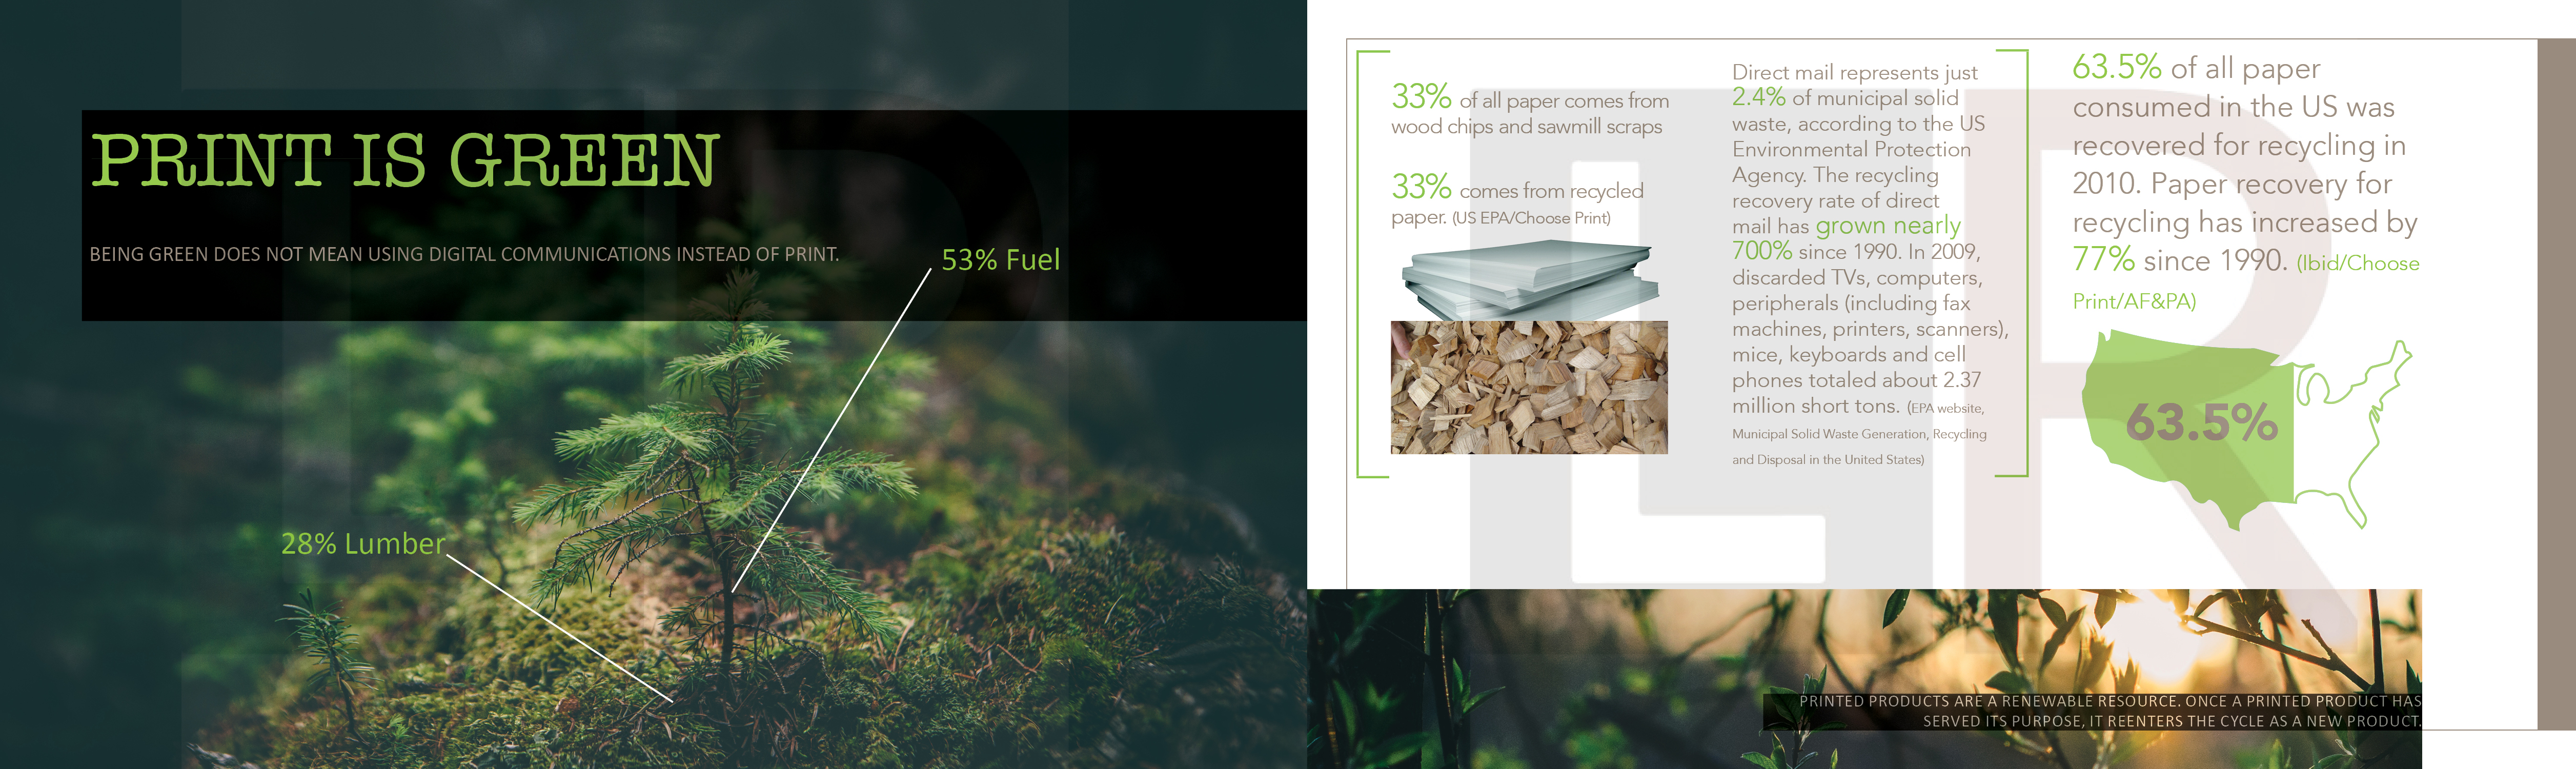 PRINT IS GREEN
BEING GREEN DOES NOT MEAN USING DIGITAL COMMUNICATIONS INSTEAD OF PRINT.
53% Fuel
28% Lumber
33% of all paper comes from
wood chips and sawmill scraps
33% comes from recycled
paper. (US EPA/Choose Print)
Direct mail represents just
2.4% of municipal solid
waste, according to the US
Environmental Protection
Agency. The recycling
recovery rate of direct
mail has grown nearly
700% since 1990. In 2009,
discarded TVs, computers,
peripherals (including fax
machines, printers, scanners),
mice, keyboards and cell
phones totaled about 2.37
million short tons. (EPA website,
Municipal Solid Waste Generation, Recycling
and Disposal in the United States)
63.5% of all paper
consumed in the US was
recovered for recycling in
2010. Paper recovery for
recycling has increased by
77% since 1990. (Ibid/Choose
Print/AF&PA)
63.5%
PRINTED PRODUCTS ARE A RENEWABLE RESOURCE. ONCE A PRINTED PRODUCT HAS
SERVED ITS PURPOSE, IT REENTERS THE CYCLE AS A NEW PRODUCT.